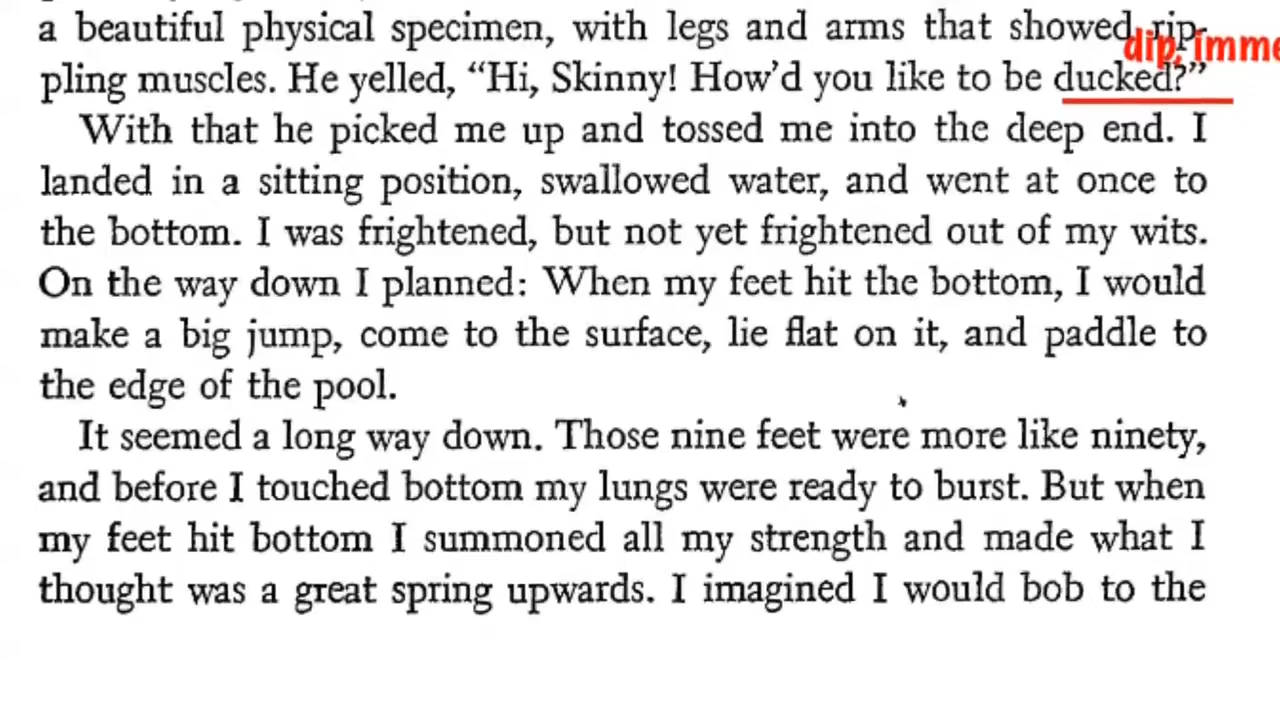 dip, imme
a beautiful physical specimen, with legs and arms that showed rip-
pling muscles. He yelled, “Hi, Skinny! How’d you like to be ducked?”
With that he picked me up and tossed me into the deep end. I
landed in a sitting position, swallowed water, and went at once to
the bottom. I was frightened, but not yet frightened out of my wits.
On the way down I planned: When my feet hit the bottom, I would
make a big jump, come to the surface, lie flat on it, and paddle to
the edge of the pool.
It seemed a long way down. Those nine feet were more like ninety,
and before I touched bottom my lungs were ready to burst. But when
my feet hit bottom I summoned all my strength and made what I
thought was a great spring upwards. I imagined I would bob to the